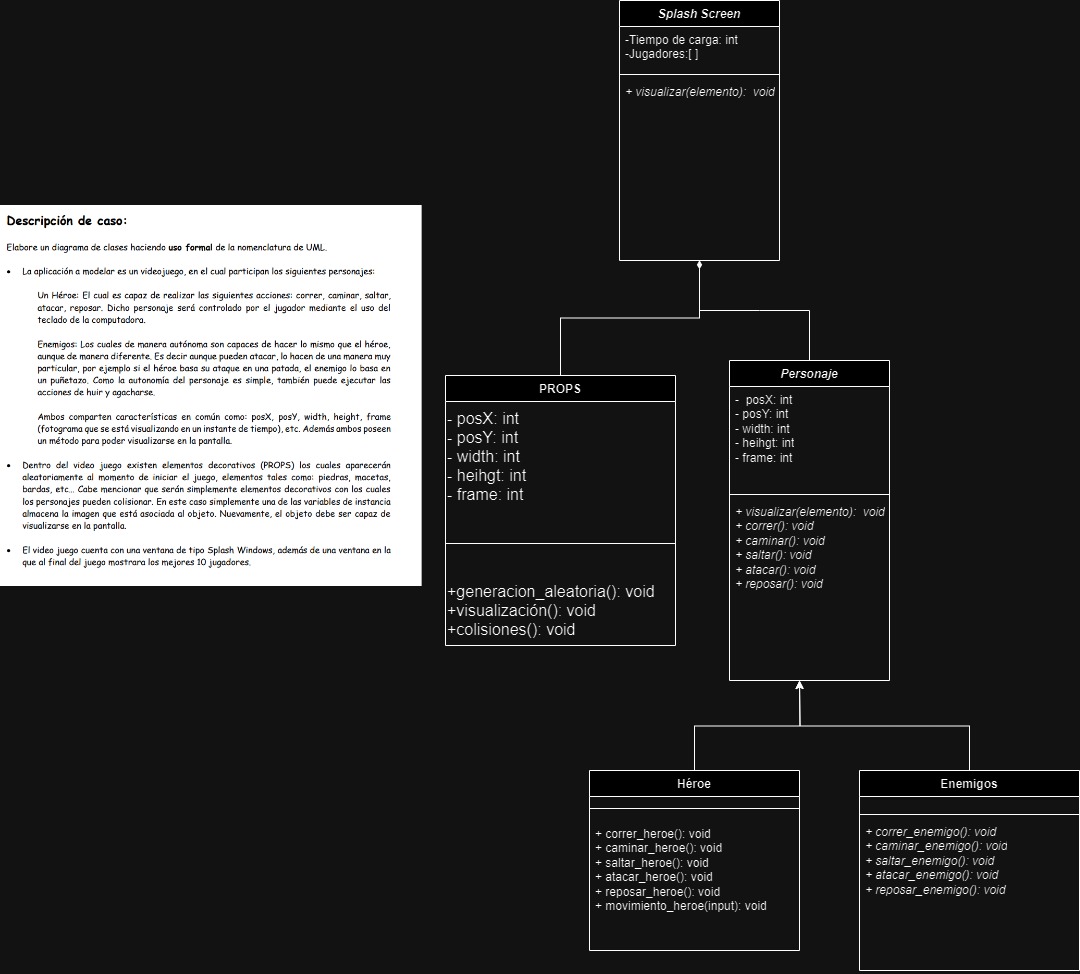 Splash Screen
-Tiempo de carga: int
-Jugadores:[ ]
+ visualizar(elemento):  void
Descripción de caso:
Elabore un diagrama de clases haciendo uso formal de la nomenclatura de UML.
• La aplicación a modelar es un videojuego, en el cual participan los siguientes personajes:
Un Héroe: El cual es capaz de realizar las siguientes acciones: correr, caminar, saltar,
atacar, reposar. Dicho personaje será controlado por el jugador mediante el uso del
teclado de la computadora.
Enemigos: Los cuales de manera autónoma son capaces de hacer lo mismo que el héroe,
aunque de manera diferente. Es decir aunque pueden atacar, lo hacen de una manera muy
particular, por ejemplo si el héroe basa su ataque en una patada, el enemigo lo basa en
un puñetazo. Como la autonomía del personaje es simple, también puede ejecutar las
acciones de huir y agacharse.
Ambos comparten características en común como: posX, posY, width, height, frame
(fotograma que se está visualizando en un instante de tiempo), etc. Además ambos poseen
un método para poder visualizarse en la pantalla.
• Dentro del video juego existen elementos decorativos (PROPS) los cuales aparecerán
aleatoriamente al momento de iniciar el juego, elementos tales como: piedras, macetas,
bardas, etc... Cabe mencionar que serán simplemente elementos decorativos con los cuales
los personajes pueden colisionar. En este caso simplemente una de las variables de instancia
almacena la imagen que está asociada al objeto. Nuevamente, el objeto debe ser capaz de
visualizarse en la pantalla.
• El video juego cuenta con una ventana de tipo Splash Windows, además de una ventana en la
que al final del juego mostrara los mejores 10 jugadores.
PROPS
- posX: int
- posY: int
- width: int
- heihgt: int
- frame: int
+generacion_aleatoria(): void
+visualización(): void
+colisiones(): void
Personaje
-  posX: int
- posY: int
- width: int
- heihgt: int
- frame: int
+ visualizar(elemento):  void
+ correr(): void
+ caminar(): void
+ saltar(): void
+ atacar(): void
+ reposar(): void
Héroe
+ correr_heroe(): void
+ caminar_heroe(): void
+ saltar_heroe(): void
+ atacar_heroe(): void
+ reposar_heroe(): void
+ movimiento_heroe(input): void
Enemigos
+ correr_enemigo(): void
+ caminar_enemigo(): void
+ saltar_enemigo(): void
+ atacar_enemigo(): void
+ reposar_enemigo(): void